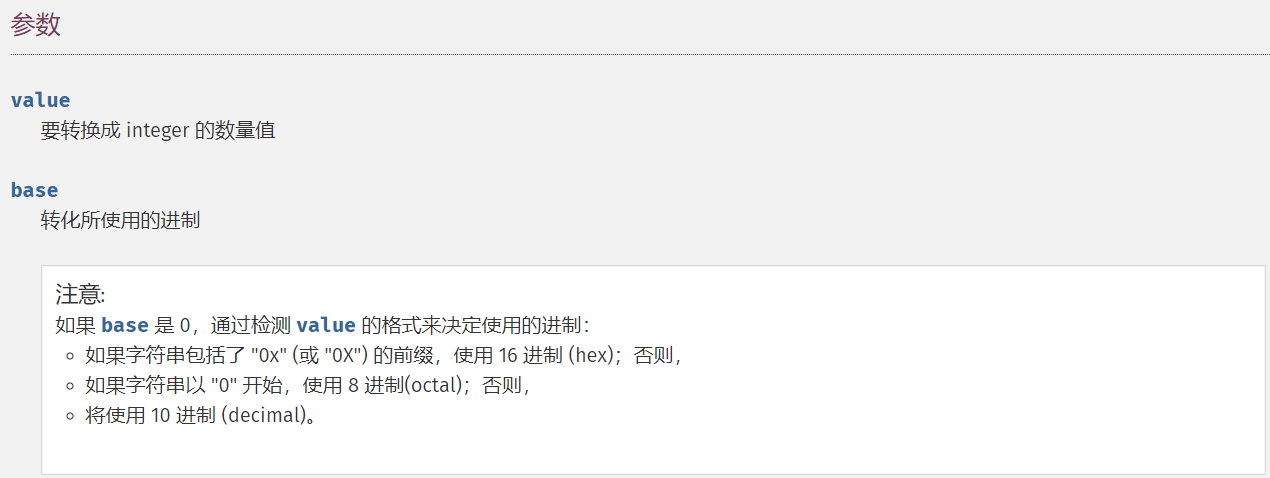 参数
value
要转换成 integer 的数量值
base
转化所使用的进制
注意:
如果 base 是 0，通过检测 value 的格式来决定使用的进制：
如果字符串包括了 "0x" (或 "0X") 的前缀，使用 16 进制 (hex)；否则，
如果字符串以 "0" 开始，使用 8 进制(octal)；否则，
将使用 10 进制 (decimal)。